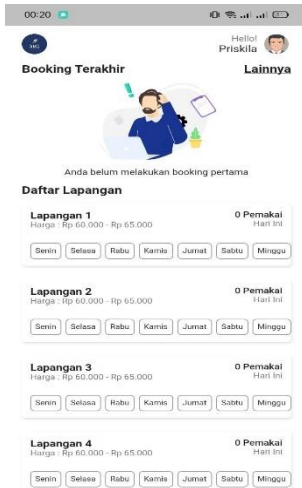 00:20
Hello!
Priskila
Booking Terakhir
Lainnya
Anda belum melakukan booking pertama
Daftar Lapangan
Lapangan 1
0 Pemakai
Harga : Rp 60.000 - Rp 65.000
Hari Ini
Senin Selasa Rabu Kamis Jumat Sabtu Minggu
Lapangan 2
0 Pemakai
Harga : Rp 60.000 - Rp 65.000
Hari Ini
Senin Selasa Rabu Kamis Jumat Sabtu Minggu
Lapangan 3
0 Pemakai
Harga : Rp 60.000 - Rp 65.000
Hari Ini
Senin Selasa Rabu Kamis Jumat Sabtu Minggu
Lapangan 4
0 Pemakai
Harga : Rp 60.000 - Rp 65.000
Hari Ini
Senin Selasa Rabu Kamis Jumat Sabtu Minggu